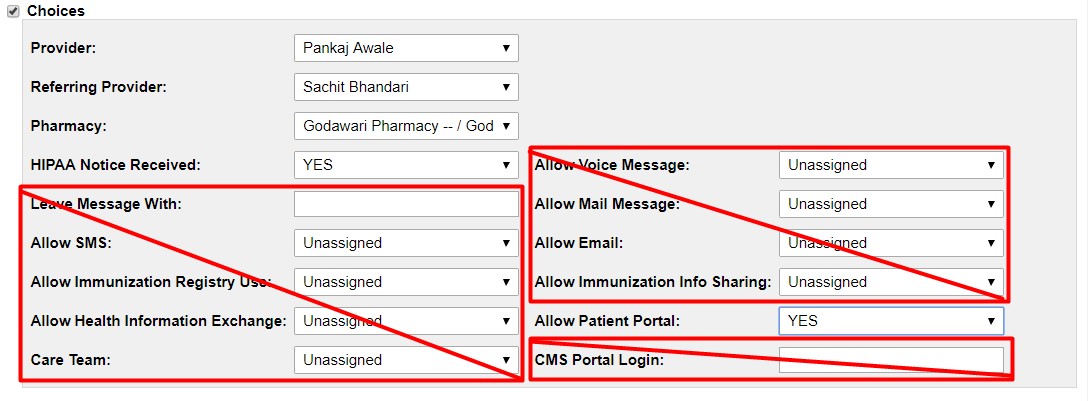 Choices
Provider: Pankaj Awale
Referring Provider: Sachit Bhandari
Pharmacy: Godawari Pharmacy -- / God
HIPAA Notice Received: YES Allow Voice Message: Unassigned
Leave Message With: Allow Mail Message: Unassigned
Allow SMS: Unassigned Allow Email: Unassigned
Allow Immunization Registry Use: Unassigned Allow Immunization Info Sharing: Unassigned
Allow Health Information Exchange: Unassigned Allow Patient Portal: YES
Care Team: Unassigned CMS Portal Login: